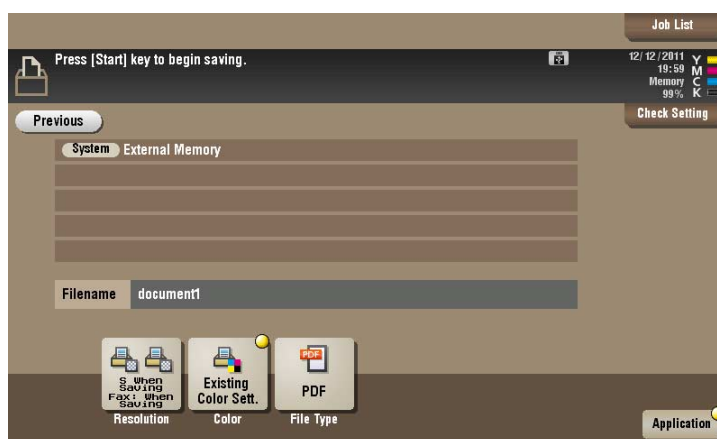 Job List
Press [Start] key to begin saving.
12/12/2011
19:59
Memory
99%
Y
M
C
K
Previous
Check Setting
System External Memory
Filename document1
S When
Saving
Fax: When
Saving
Resolution
Existing
Color Sett.
Color
PDF
PDF
File Type
Application